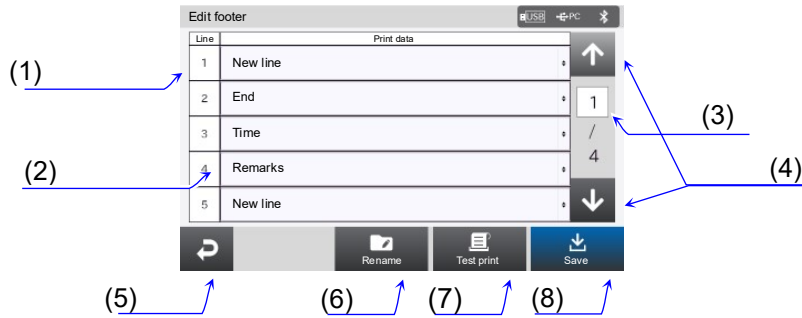 Edit footer
USB PC
Line Print data
1 New line
2 End
3 Time
4 Remarks
5 New line
1
/
4
Rename
Test print
Save
(1)
(2)
(3)
(4)
(5)
(6)
(7)
(8)